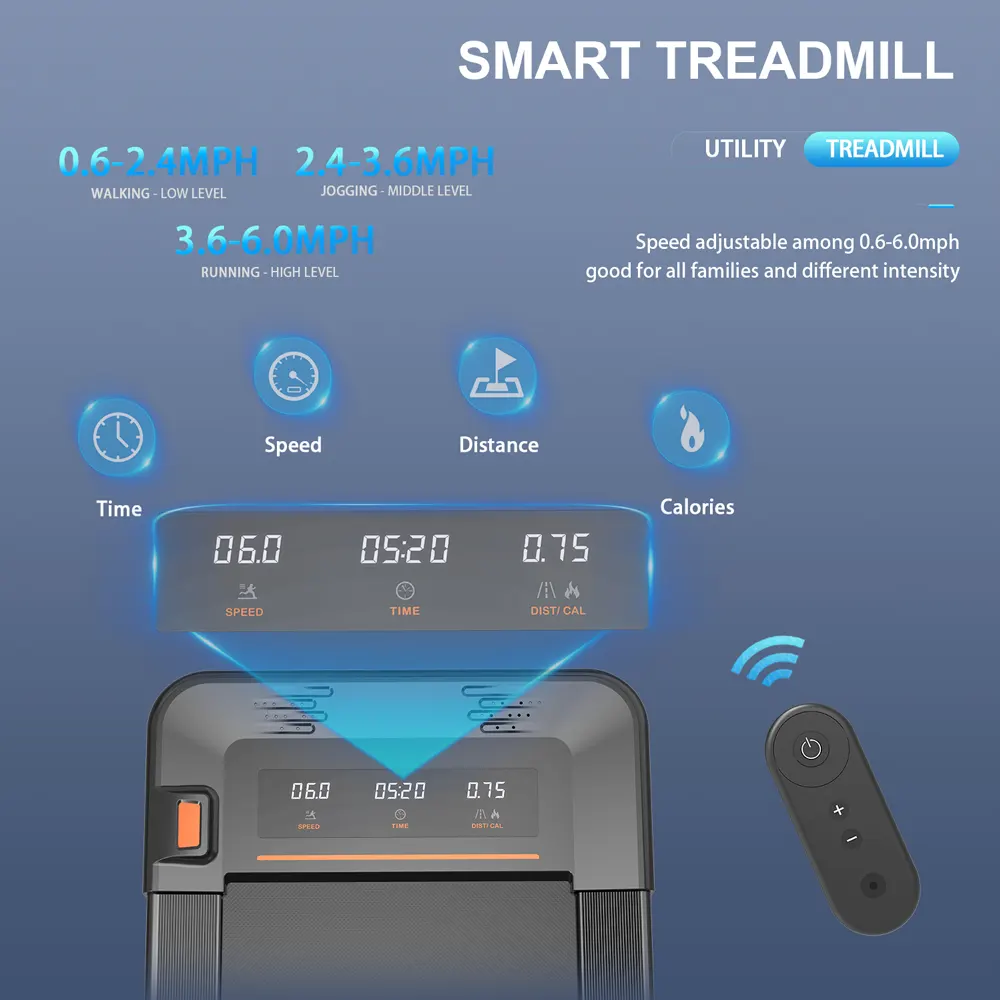 SMART TREADMILL
UTILITY TREADMILL
0.6-2.4MPH
WALKING - LOW LEVEL
2.4-3.6MPH
JOGGING - MIDDLE LEVEL
3.6-6.0MPH
RUNNING - HIGH LEVEL
Speed adjustable among 0.6-6.0mph
good for all families and different intensity
Time
Speed
Distance
Calories
06.0 05:20 0.75
SPEED TIME DIST/ CAL
06.0 05:20 0.75
SPEED TIME DIST/ CAL
+
−